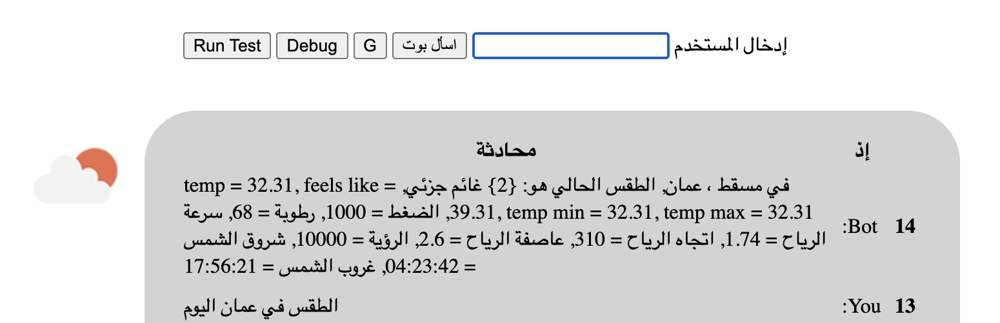 إدخال المستخدم
اسأل بوت
G
Debug
Run Test
إذ محادثة
14 Bot:
في مسقط ، عمان, الطقس الحالي هو: {2} غائم جزئي, temp = 32.31, feels like =
39.31, temp min = 32.31, temp max = 32.31, الضغط = 1000, رطوبة = 68, سرعة
الرياح = 1.74, اتجاه الرياح = 310, عاصفة الرياح = 2.6, الرؤية = 10000, شروق الشمس
= 04:23:42, غروب الشمس = 17:56:21
13 You: الطقس في عمان اليوم